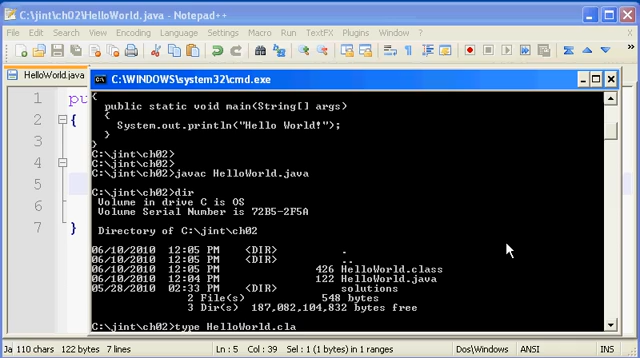 C:\jint\ch02\HelloWorld.java - Notepad++
File Edit Search View Encoding Language Settings Macro Run TextFX Plugins Window ?
HelloWorld.java
C:\WINDOWS\system32\cmd.exe
1 pu
2 {
3
4
5
6
7 }
{
public static void main(String[] args)
{
System.out.println("Hello World!");
}
}
C:\jint\ch02>
C:\jint\ch02>
C:\jint\ch02>javac HelloWorld.java
C:\jint\ch02>dir
Volume in drive C is OS
Volume Serial Number is 72B5-2F5A
Directory of C:\jint\ch02
06/10/2010 12:05 PM <DIR> .
06/10/2010 12:05 PM <DIR> ..
06/10/2010 12:05 PM 426 HelloWorld.class
06/10/2010 12:04 PM 122 HelloWorld.java
05/28/2010 02:33 PM <DIR> solutions
2 File(s) 548 bytes
3 Dir(s) 187,082,104,832 bytes free
C:\jint\ch02>type HelloWorld.cla
Ja 110 chars 122 bytes 7 lines Ln : 5 Col : 39 Sel : 1 (1 bytes) in 1 ranges Dos\Windows ANSI INS